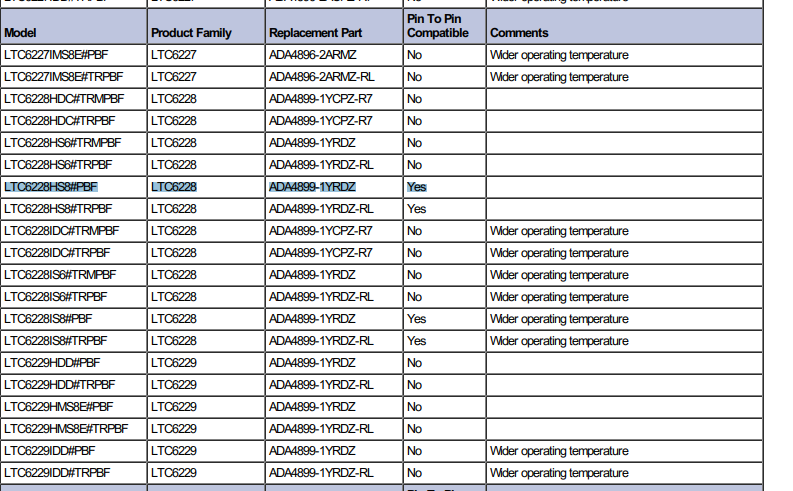 Model Product Family Replacement Part Pin To Pin Compatible Comments
LTC6227IMS8E#PBF LTC6227 ADA4896-2ARMZ No Wider operating temperature
LTC6227IMS8E#TRPBF LTC6227 ADA4896-2ARMZ-RL No Wider operating temperature
LTC6228HDC#TRMPBF LTC6228 ADA4899-1YCPZ-R7 No
LTC6228HDC#TRPBF LTC6228 ADA4899-1YCPZ-R7 No
LTC6228HS6#TRMPBF LTC6228 ADA4899-1YRDZ No
LTC6228HS6#TRPBF LTC6228 ADA4899-1YRDZ-RL No
LTC6228HS8#PBF LTC6228 ADA4899-1YRDZ Yes
LTC6228HS8#TRPBF LTC6228 ADA4899-1YRDZ-RL Yes
LTC6228IDC#TRMPBF LTC6228 ADA4899-1YCPZ-R7 No Wider operating temperature
LTC6228IDC#TRPBF LTC6228 ADA4899-1YCPZ-R7 No Wider operating temperature
LTC6228IS6#TRMPBF LTC6228 ADA4899-1YRDZ No Wider operating temperature
LTC6228IS6#TRPBF LTC6228 ADA4899-1YRDZ-RL No Wider operating temperature
LTC6228IS8#PBF LTC6228 ADA4899-1YRDZ Yes Wider operating temperature
LTC6228IS8#TRPBF LTC6228 ADA4899-1YRDZ-RL Yes Wider operating temperature
LTC6229HDD#PBF LTC6229 ADA4899-1YRDZ No
LTC6229HDD#TRPBF LTC6229 ADA4899-1YRDZ-RL No
LTC6229HMS8E#PBF LTC6229 ADA4899-1YRDZ No
LTC6229HMS8E#TRPBF LTC6229 ADA4899-1YRDZ-RL No
LTC6229IDD#PBF LTC6229 ADA4899-1YRDZ No Wider operating temperature
LTC6229IDD#TRPBF LTC6229 ADA4899-1YRDZ-RL No Wider operating temperature